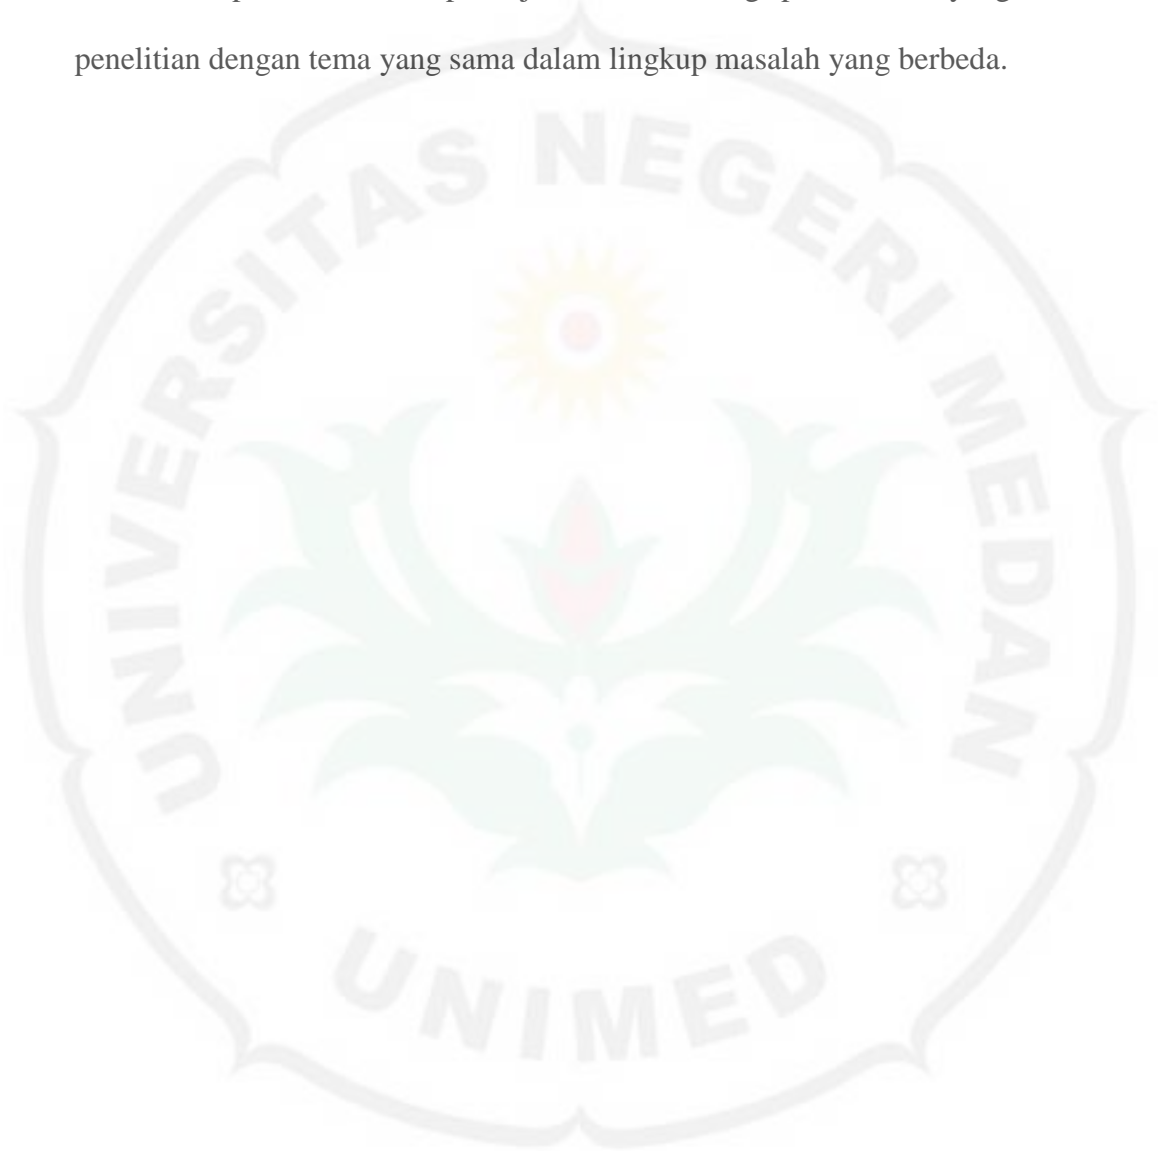 penelitian dengan tema yang sama dalam lingkup masalah yang berbeda.
UNIVERSITAS NEGERI MEDAN
UNIMED